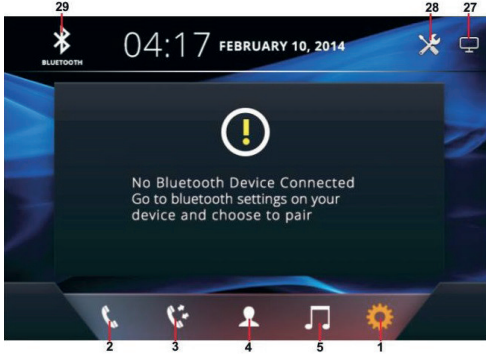 29
28
27
04:17 FEBRUARY 10, 2014
BLUETOOTH
No Bluetooth Device Connected
Go to bluetooth settings on your
device and choose to pair
2
3
4
5
1